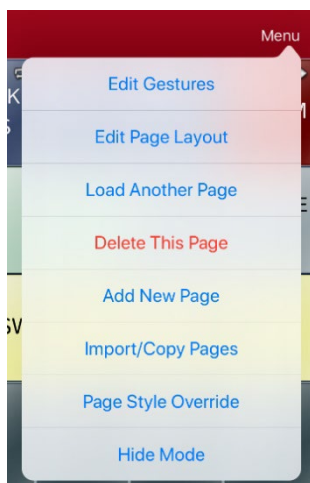 Menu
Edit Gestures
Edit Page Layout
Load Another Page
Delete This Page
Add New Page
Import/Copy Pages
Page Style Override
Hide Mode